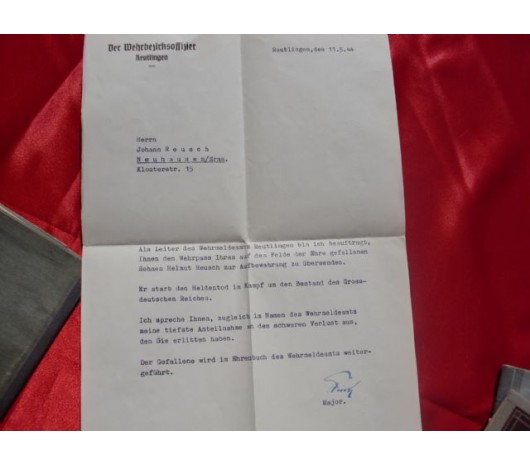 Der Wehrbezirksoffizier
Reutlingen
Reutlingen, den 11.5.44
Herrn
Johann R e u s c h
N e u h a u s e n /Erms.
Klosterstr. 15
Als Leiter des Wehrmeldeamts Reutlingen bin ich beauftragt,
Ihnen den Wehrpass Ihres auf dem Felde der Ehre gefallenen
Sohnes Helmut Reusch zur Aufbewahrung zu übersenden.
Er starb den Heldentod im Kampf um den Bestand des Gross-
deutschen Reiches.
Ich spreche Ihnen, zugleich im Namen des Wehrmeldeamts
meine tiefste Anteilnahme an dem schweren Verlust aus,
den Sie erlitten haben.
Der Gefallene wird im Ehrenbuch des Wehrmeldeamts weiter-
geführt.
Major.